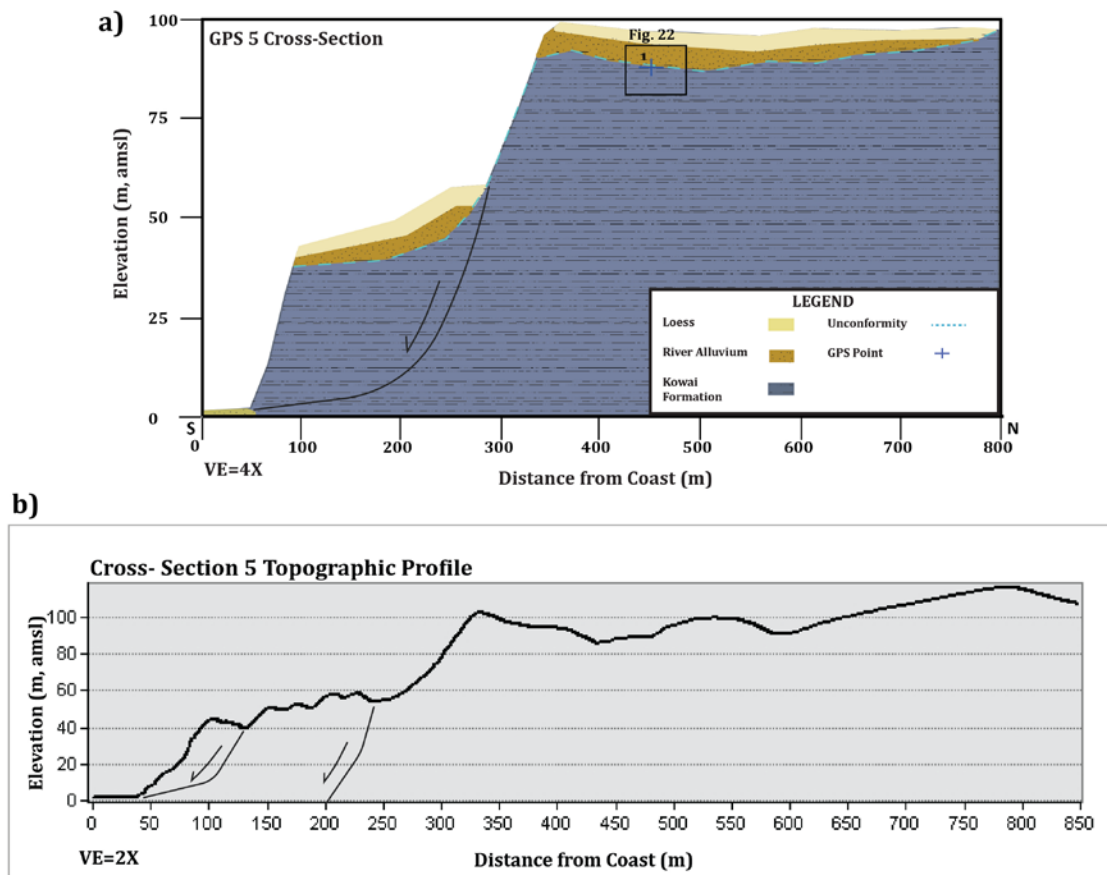 a)
GPS 5 Cross-Section
Fig. 22
1
100
75
50
25
0
Elevation (m, amsl)
LEGEND
Loess
Unconformity
River Alluvium
GPS Point
Kowai
Formation
S
N
0 100 200 300 400 500 600 700 800
VE=4X
Distance from Coast (m)
b)
Cross- Section 5 Topographic Profile
100
80
60
40
20
0
Elevation (m, amsl)
0 50 100 150 200 250 300 350 400 450 500 550 600 650 700 750 800 850
VE=2X
Distance from Coast (m)